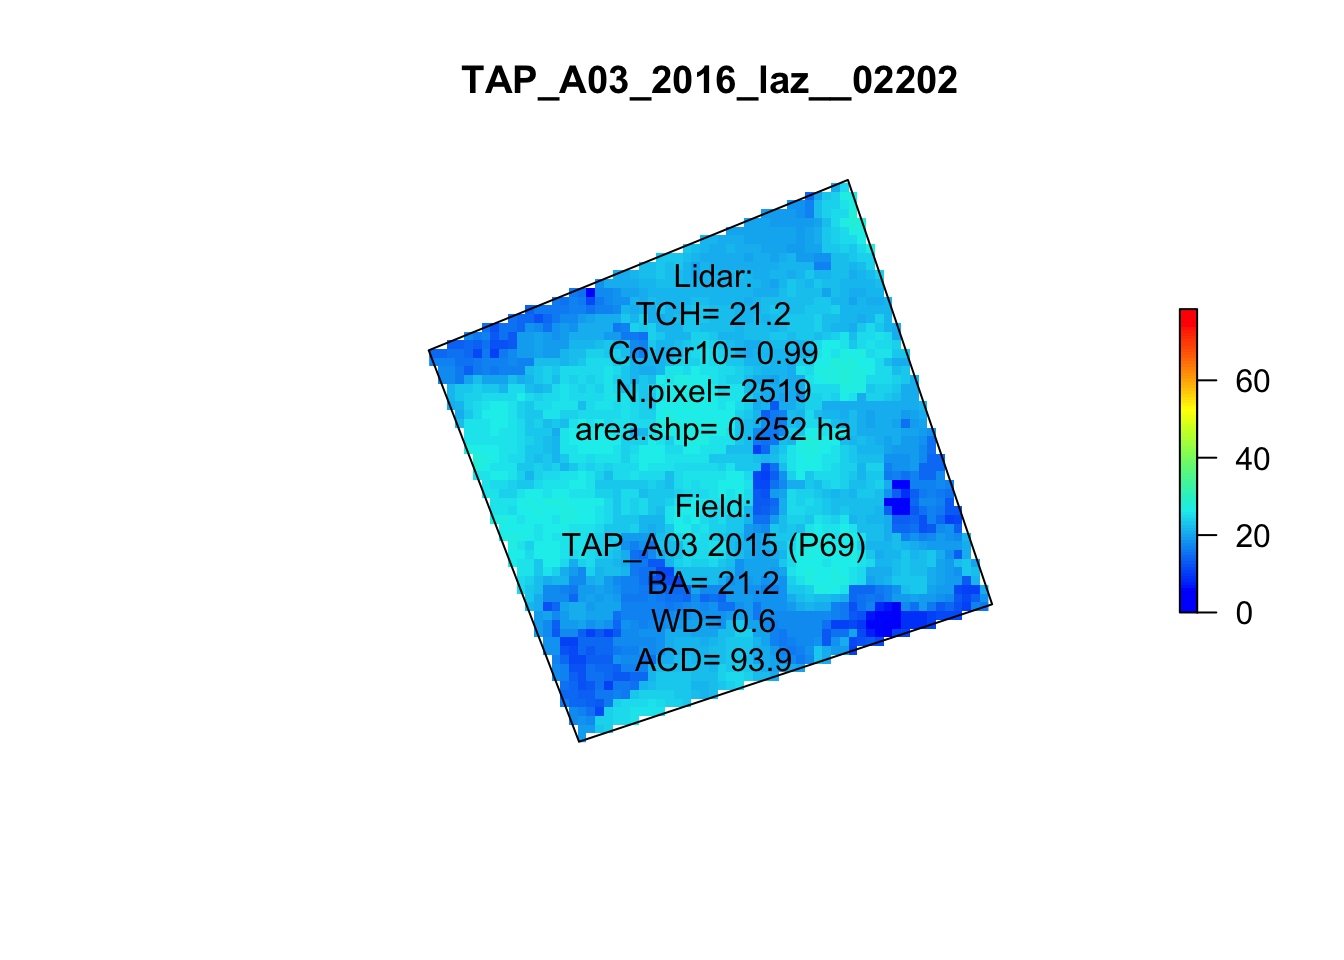 TAP_A03_2016_laz__02202
Lidar:
TCH= 21.2
Cover10= 0.99
N.pixel= 2519
area.shp= 0.252 ha
Field:
TAP_A03 2015 (P69)
BA= 21.2
WD= 0.6
ACD= 93.9
60
40
20
0